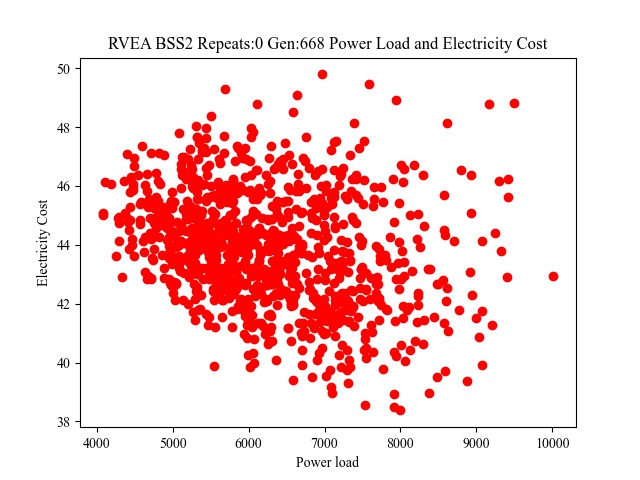 RVEA BSS2 Repeats:0 Gen:668 Power Load and Electricity Cost
50
48
46
44
42
40
38
Electricity Cost
4000 5000 6000 7000 8000 9000 10000
Power load